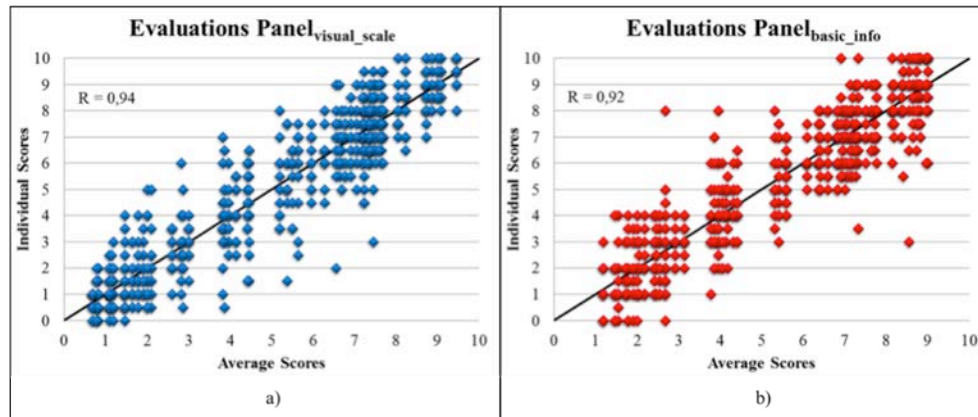 Evaluations Panelvisual_scale
R = 0,94
Individual Scores
10
9
8
7
6
5
4
3
2
1
0
0 1 2 3 4 5 6 7 8 9 10
Average Scores
a)
Evaluations Panelbasic_info
R = 0,92
Individual Scores
10
9
8
7
6
5
4
3
2
1
0
0 1 2 3 4 5 6 7 8 9 10
Average Scores
b)